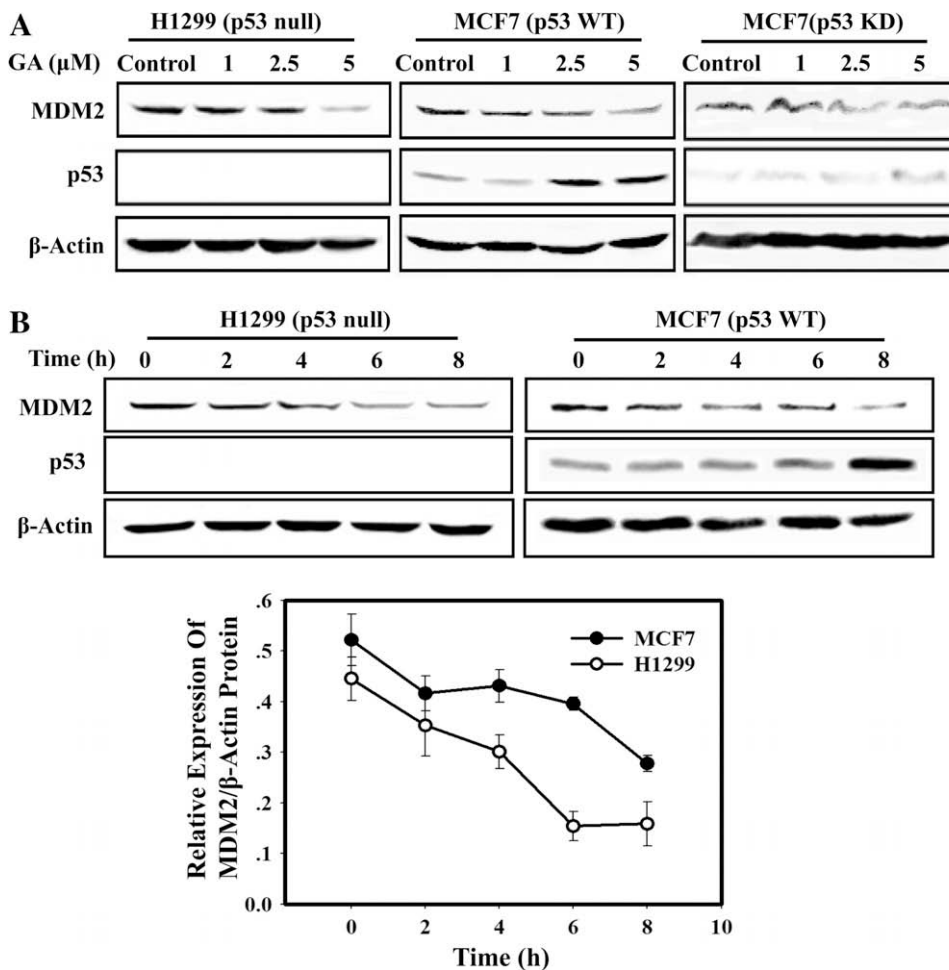 A
H1299 (p53 null) MCF7 (p53 WT) MCF7(p53 KD)
GA (μM) Control 1 2.5 5 Control 1 2.5 5 Control 1 2.5 5
MDM2
p53
β-Actin
B
H1299 (p53 null) MCF7 (p53 WT)
Time (h) 0 2 4 6 8 0 2 4 6 8
MDM2
p53
β-Actin
Relative Expression Of
MDM2/β-Actin Protein
.6
.5
.4
.3
.2
.1
0.0
MCF7
H1299
0 2 4 6 8 10
Time (h)